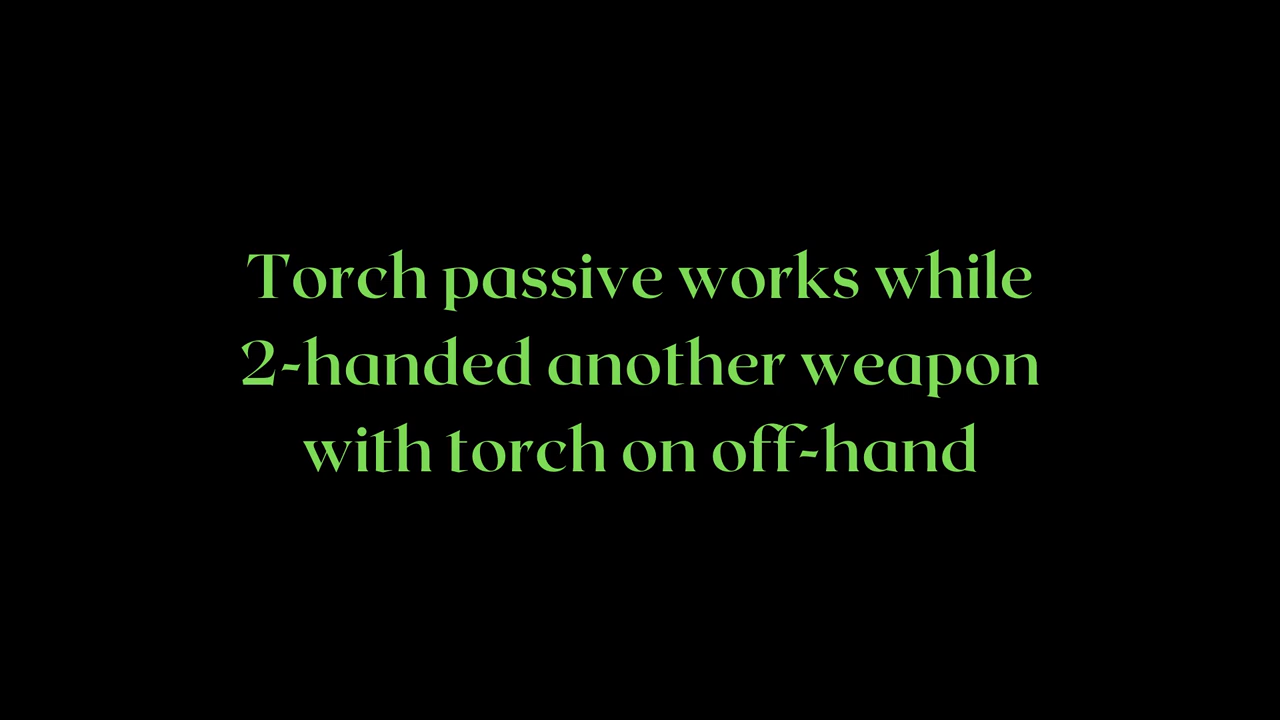 Torch passive works while
2-handed another weapon
with torch on off-hand